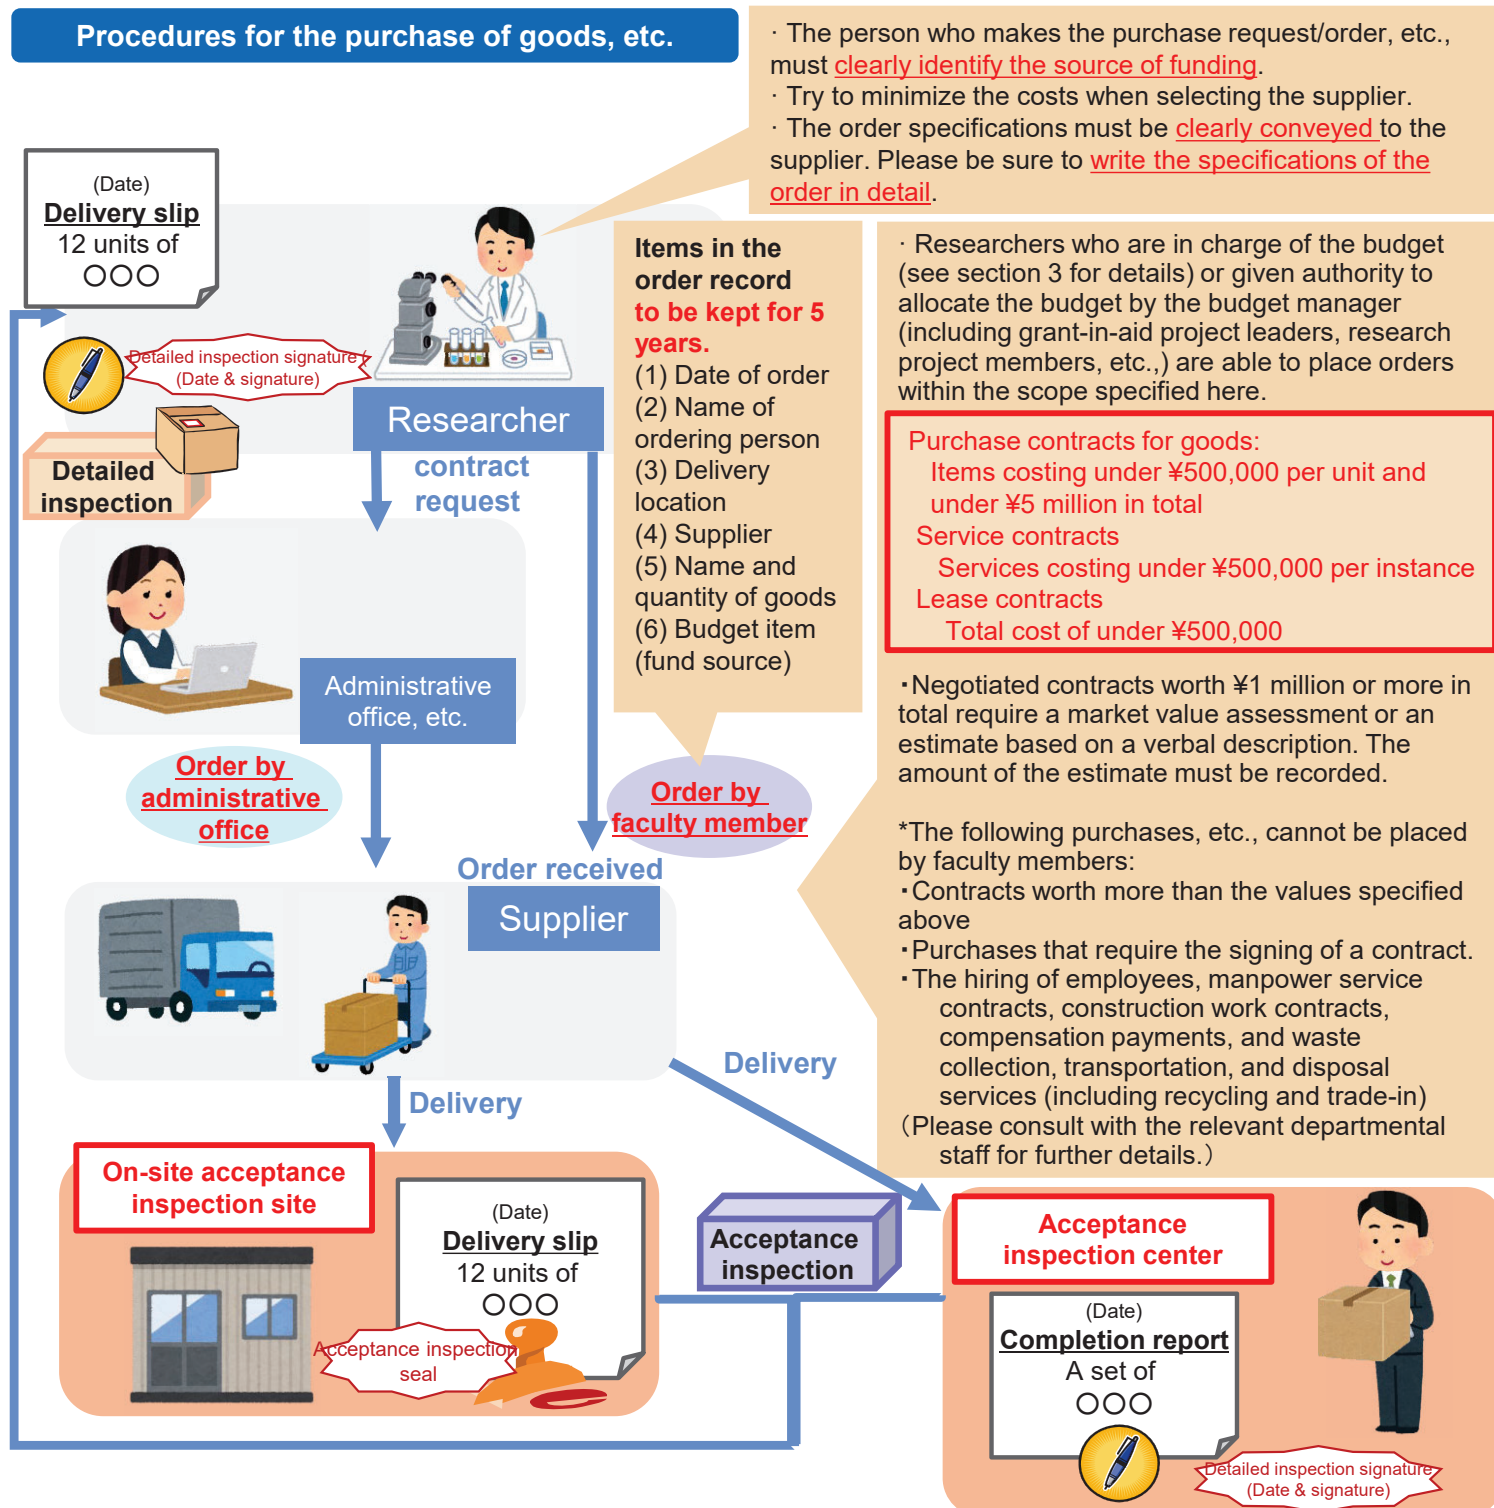 Procedures for the purchase of goods, etc.
· The person who makes the purchase request/order, etc.,
must clearly identify the source of funding.
· Try to minimize the costs when selecting the supplier.
· The order specifications must be clearly conveyed to the
supplier. Please be sure to write the specifications of the
order in detail.
(Date)
Delivery slip
12 units of
○○○
Detailed inspection signature (
(Date & signature)
Detailed
inspection
Researcher
contract
request
Items in the
order record
to be kept for 5
years.
(1) Date of order
(2) Name of
ordering person
(3) Delivery
location
(4) Supplier
(5) Name and
quantity of goods
(6) Budget item
(fund source)
· Researchers who are in charge of the budget
(see section 3 for details) or given authority to
allocate the budget by the budget manager
(including grant-in-aid project leaders, research
project members, etc.,) are able to place orders
within the scope specified here.
Purchase contracts for goods:
Items costing under ¥500,000 per unit and
under ¥5 million in total
Service contracts
Services costing under ¥500,000 per instance
Lease contracts
Total cost of under ¥500,000
・Negotiated contracts worth ¥1 million or more in
total require a market value assessment or an
estimate based on a verbal description. The
amount of the estimate must be recorded.
*The following purchases, etc., cannot be placed
by faculty members:
・Contracts worth more than the values specified
above
・Purchases that require the signing of a contract.
・The hiring of employees, manpower service
contracts, construction work contracts,
compensation payments, and waste
collection, transportation, and disposal
services (including recycling and trade-in)
（Please consult with the relevant departmental
staff for further details.）
Administrative
office, etc.
Order by
administrative
office
Order by
faculty member
Order received
Supplier
Delivery
Delivery
On-site acceptance
inspection site
(Date)
Delivery slip
12 units of
○○○
Acceptance inspection
seal
Acceptance
inspection
Acceptance
inspection center
(Date)
Completion report
A set of
○○○
Detailed inspection signature
(Date & signature)